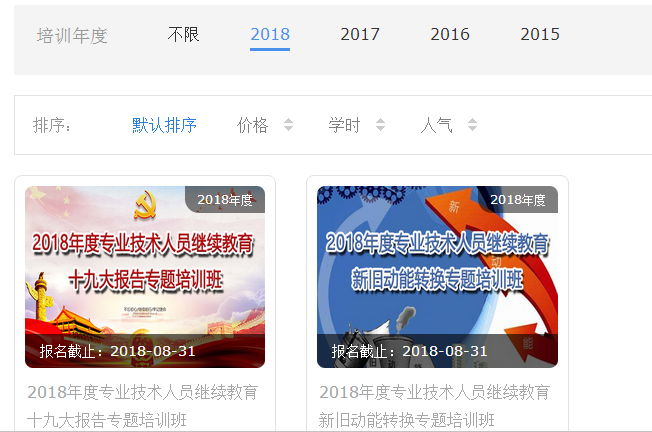 培训年度 不限 2018 2017 2016 2015
排序： 默认排序 价格 学时 人气
2018年度
2018年度专业技术人员继续教育
十九大报告专题培训班
报名截止：2018-08-31
2018年度专业技术人员继续教育
十九大报告专题培训班
2018年度
新
2018年度专业技术人员继续教育
动
新旧动能转换专题培训班
能
报名截止：2018-08-31
2018年度专业技术人员继续教育
新旧动能转换专题培训班